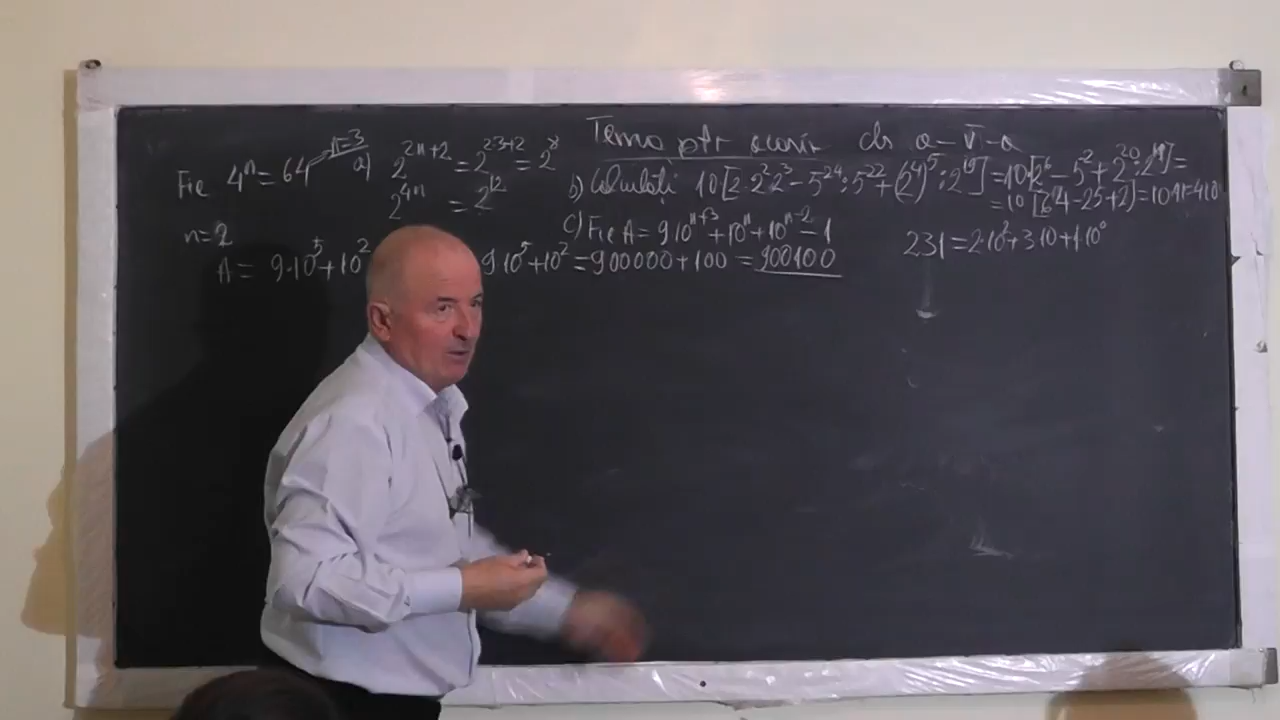 Tema ptr acasă cls a-VI-a
Fie 4ⁿ=64 n=3 a) 2²ⁿ⁺²=2²³⁺²=2⁸
2⁴ⁿ=2¹²
b) Calculați 10[2·2²·2³-5²⁴:5²²+(2⁴)⁵:2¹⁹]=10[2⁶-5²+2²⁰:2¹⁹]=
=10[64-25+2)=10·41=410
c) Fie A=9·10ⁿ⁺³+10ⁿ+10ⁿ⁻²-1
n=2
A= 9·10⁵+10² 9·10⁵+10²=900000+100=900100
231=2·10²+3·10+1·10⁰